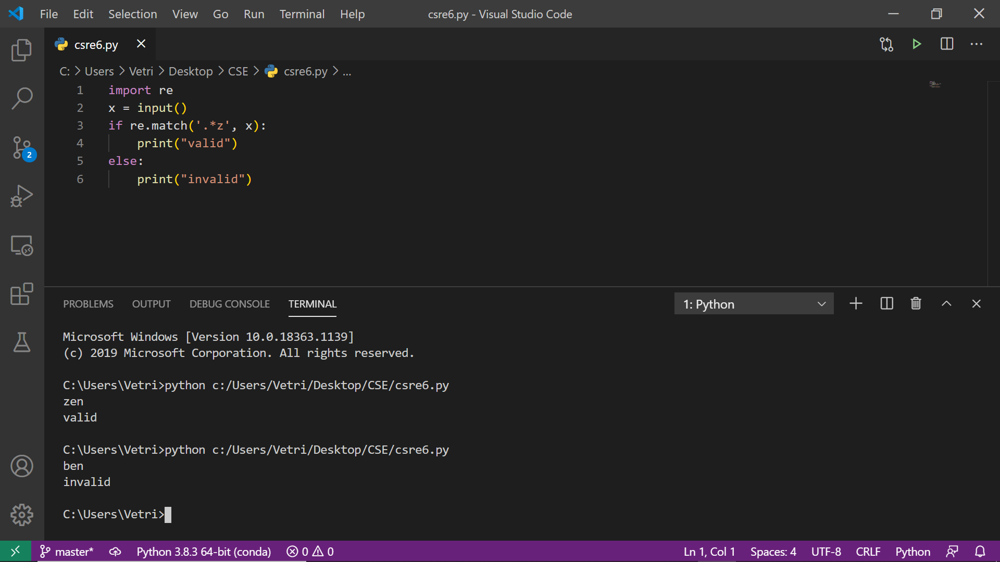 File Edit Selection View Go Run Terminal Help csre6.py - Visual Studio Code
csre6.py
C: > Users > Vetri > Desktop > CSE > csre6.py > ...
1 import re
2 x = input()
3 if re.match('.*z', x):
4     print("valid")
5 else:
6     print("invalid")
2
PROBLEMS OUTPUT DEBUG CONSOLE TERMINAL 1: Python
Microsoft Windows [Version 10.0.18363.1139]
(c) 2019 Microsoft Corporation. All rights reserved.
C:\Users\Vetri>python c:/Users/Vetri/Desktop/CSE/csre6.py
zen
valid
C:\Users\Vetri>python c:/Users/Vetri/Desktop/CSE/csre6.py
ben
invalid
C:\Users\Vetri>
master* Python 3.8.3 64-bit (conda) 0 0 Ln 1, Col 1 Spaces: 4 UTF-8 CRLF Python